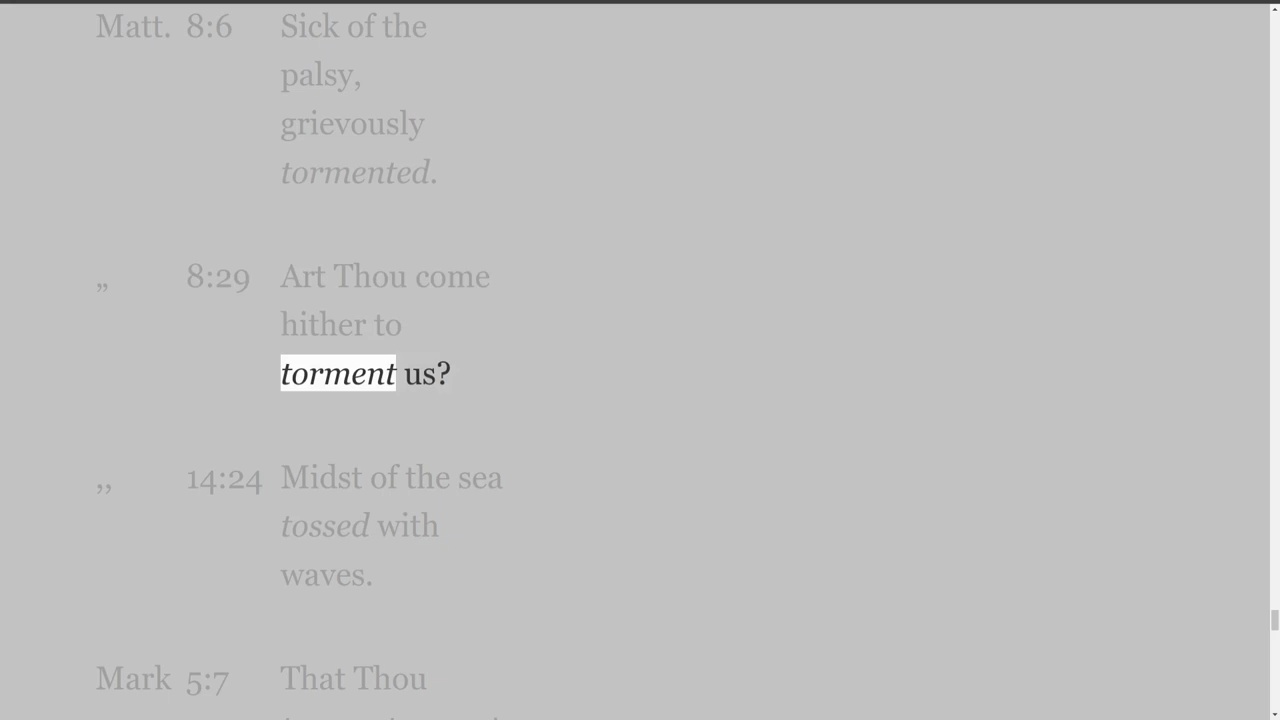 Matt. 8:6 Sick of the
palsy,
grievously
tormented.
„ 8:29 Art Thou come
hither to
torment us?
,, 14:24 Midst of the sea
tossed with
waves.
Mark 5:7 That Thou